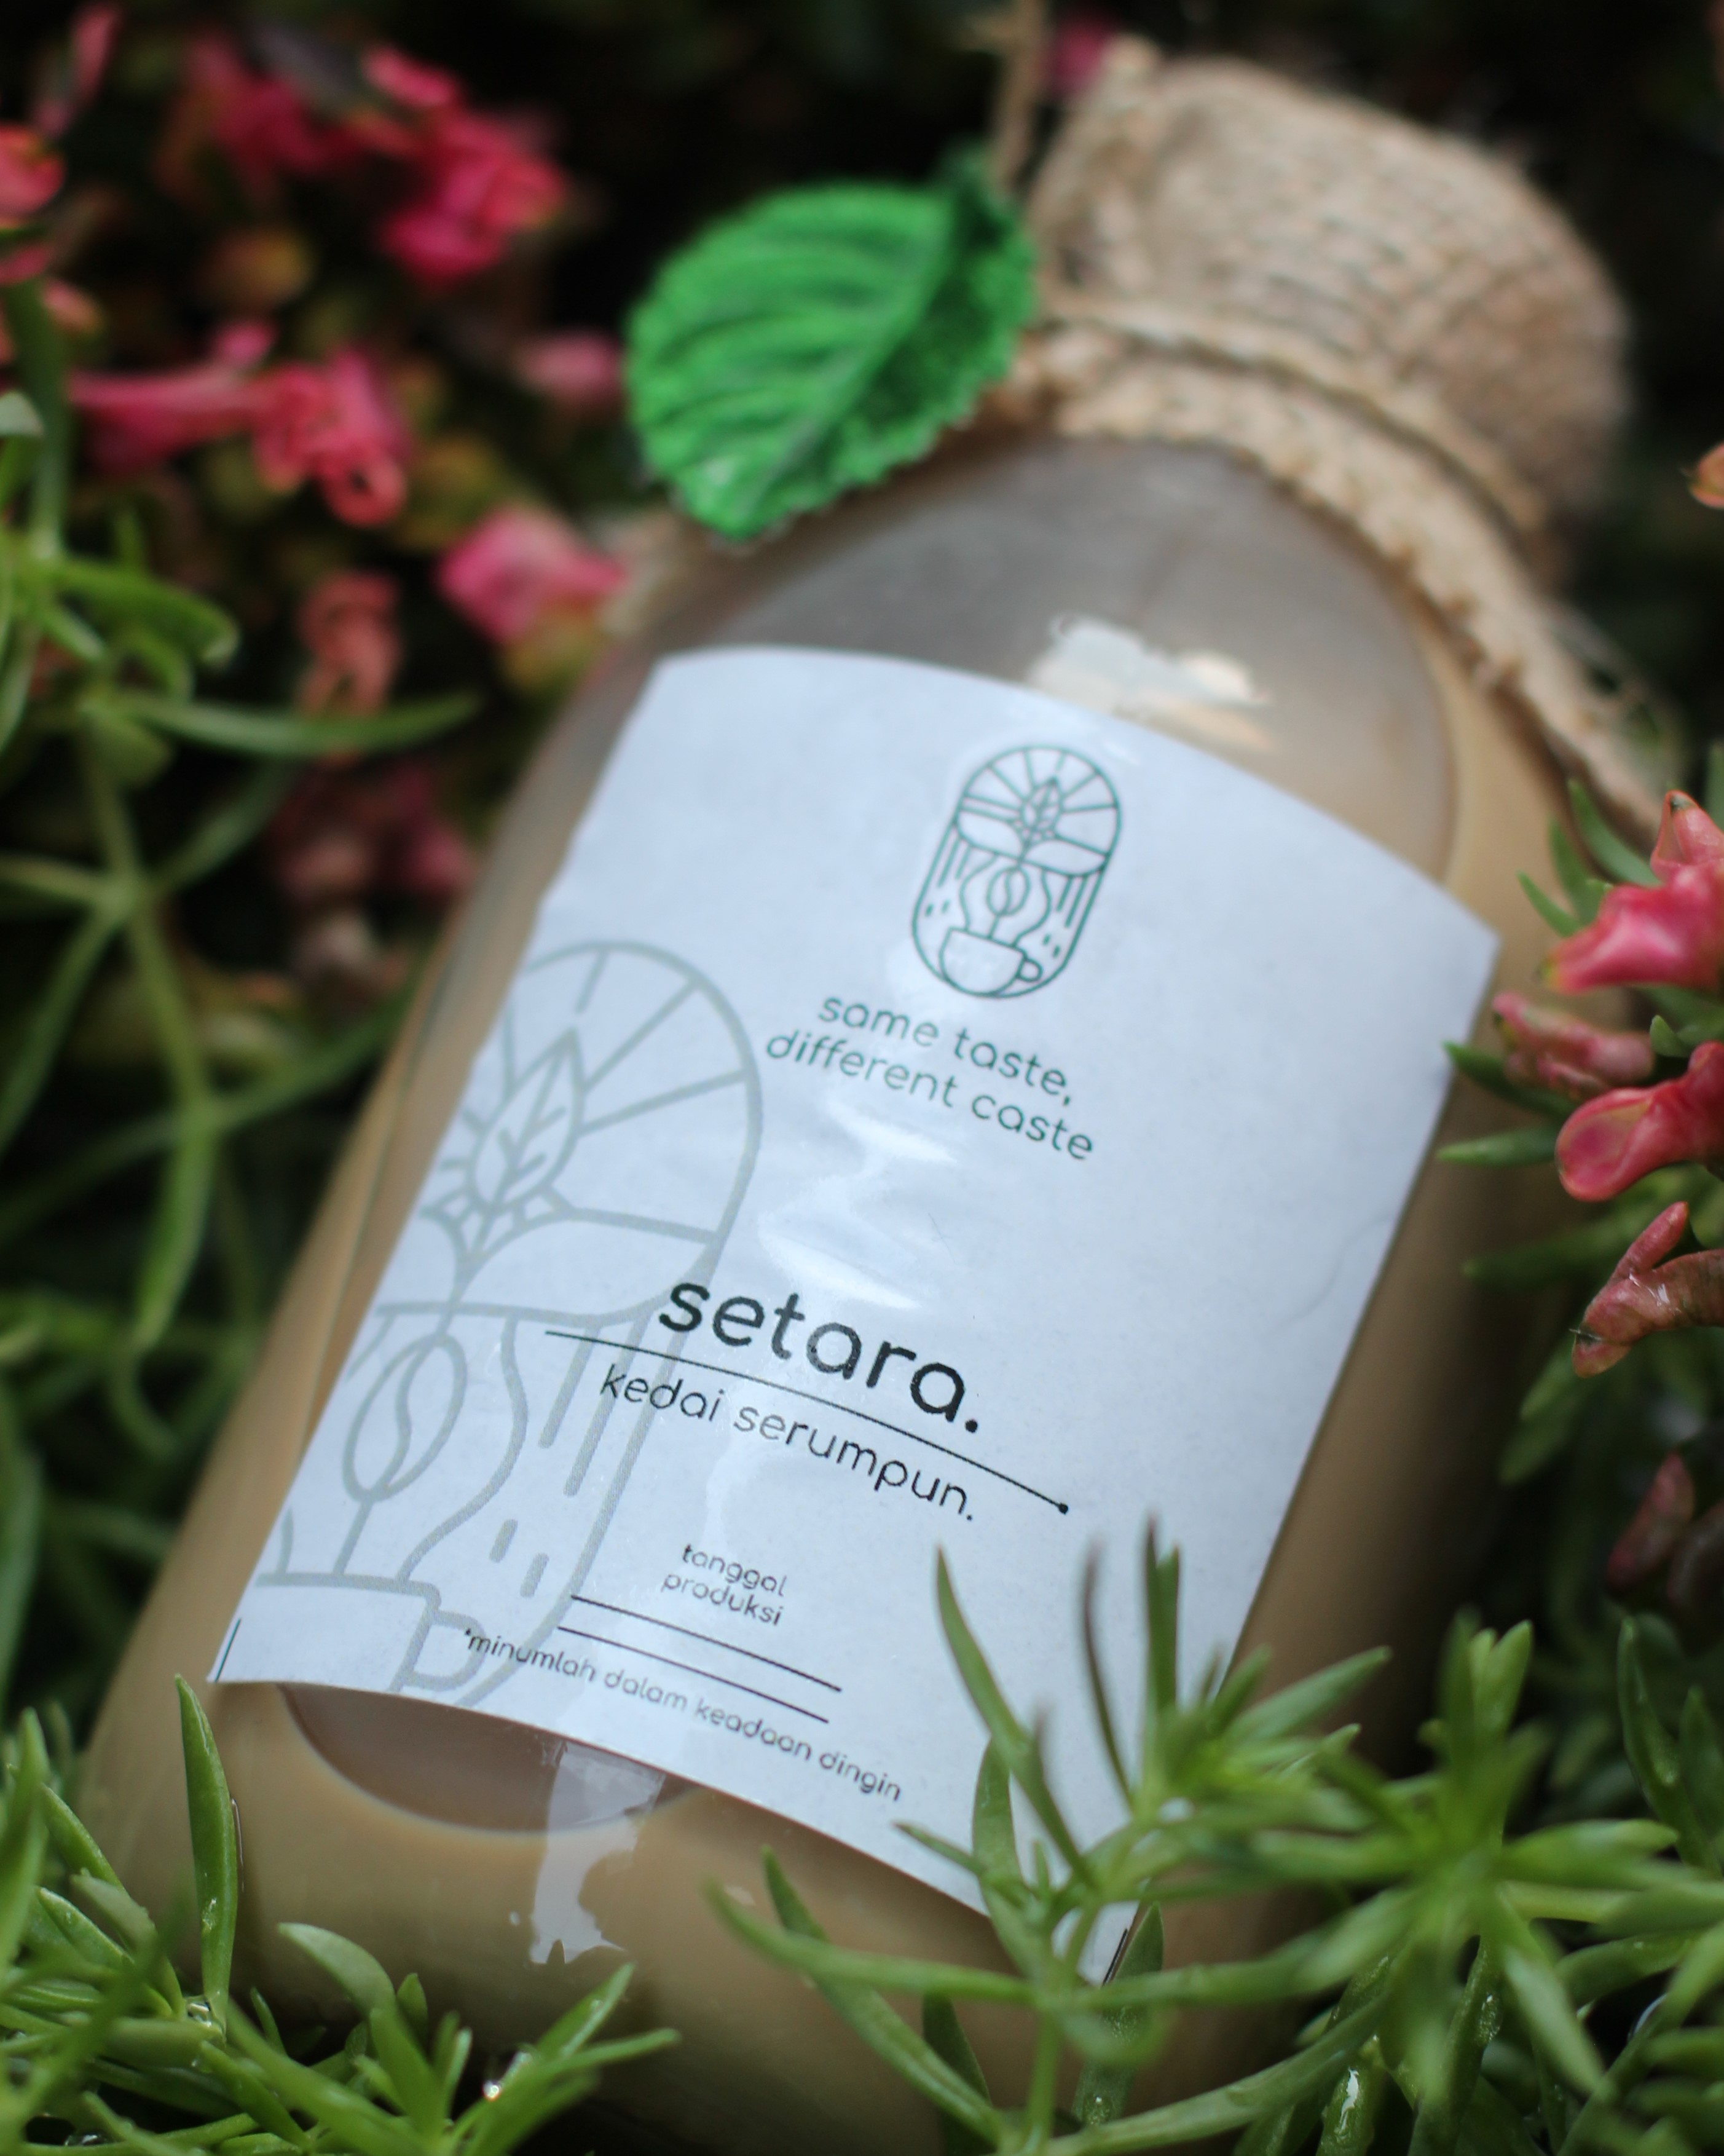 same taste,
different caste
setara.
kedai serumpun.
tanggal
produksi
*minumlah dalam keadaan dingin